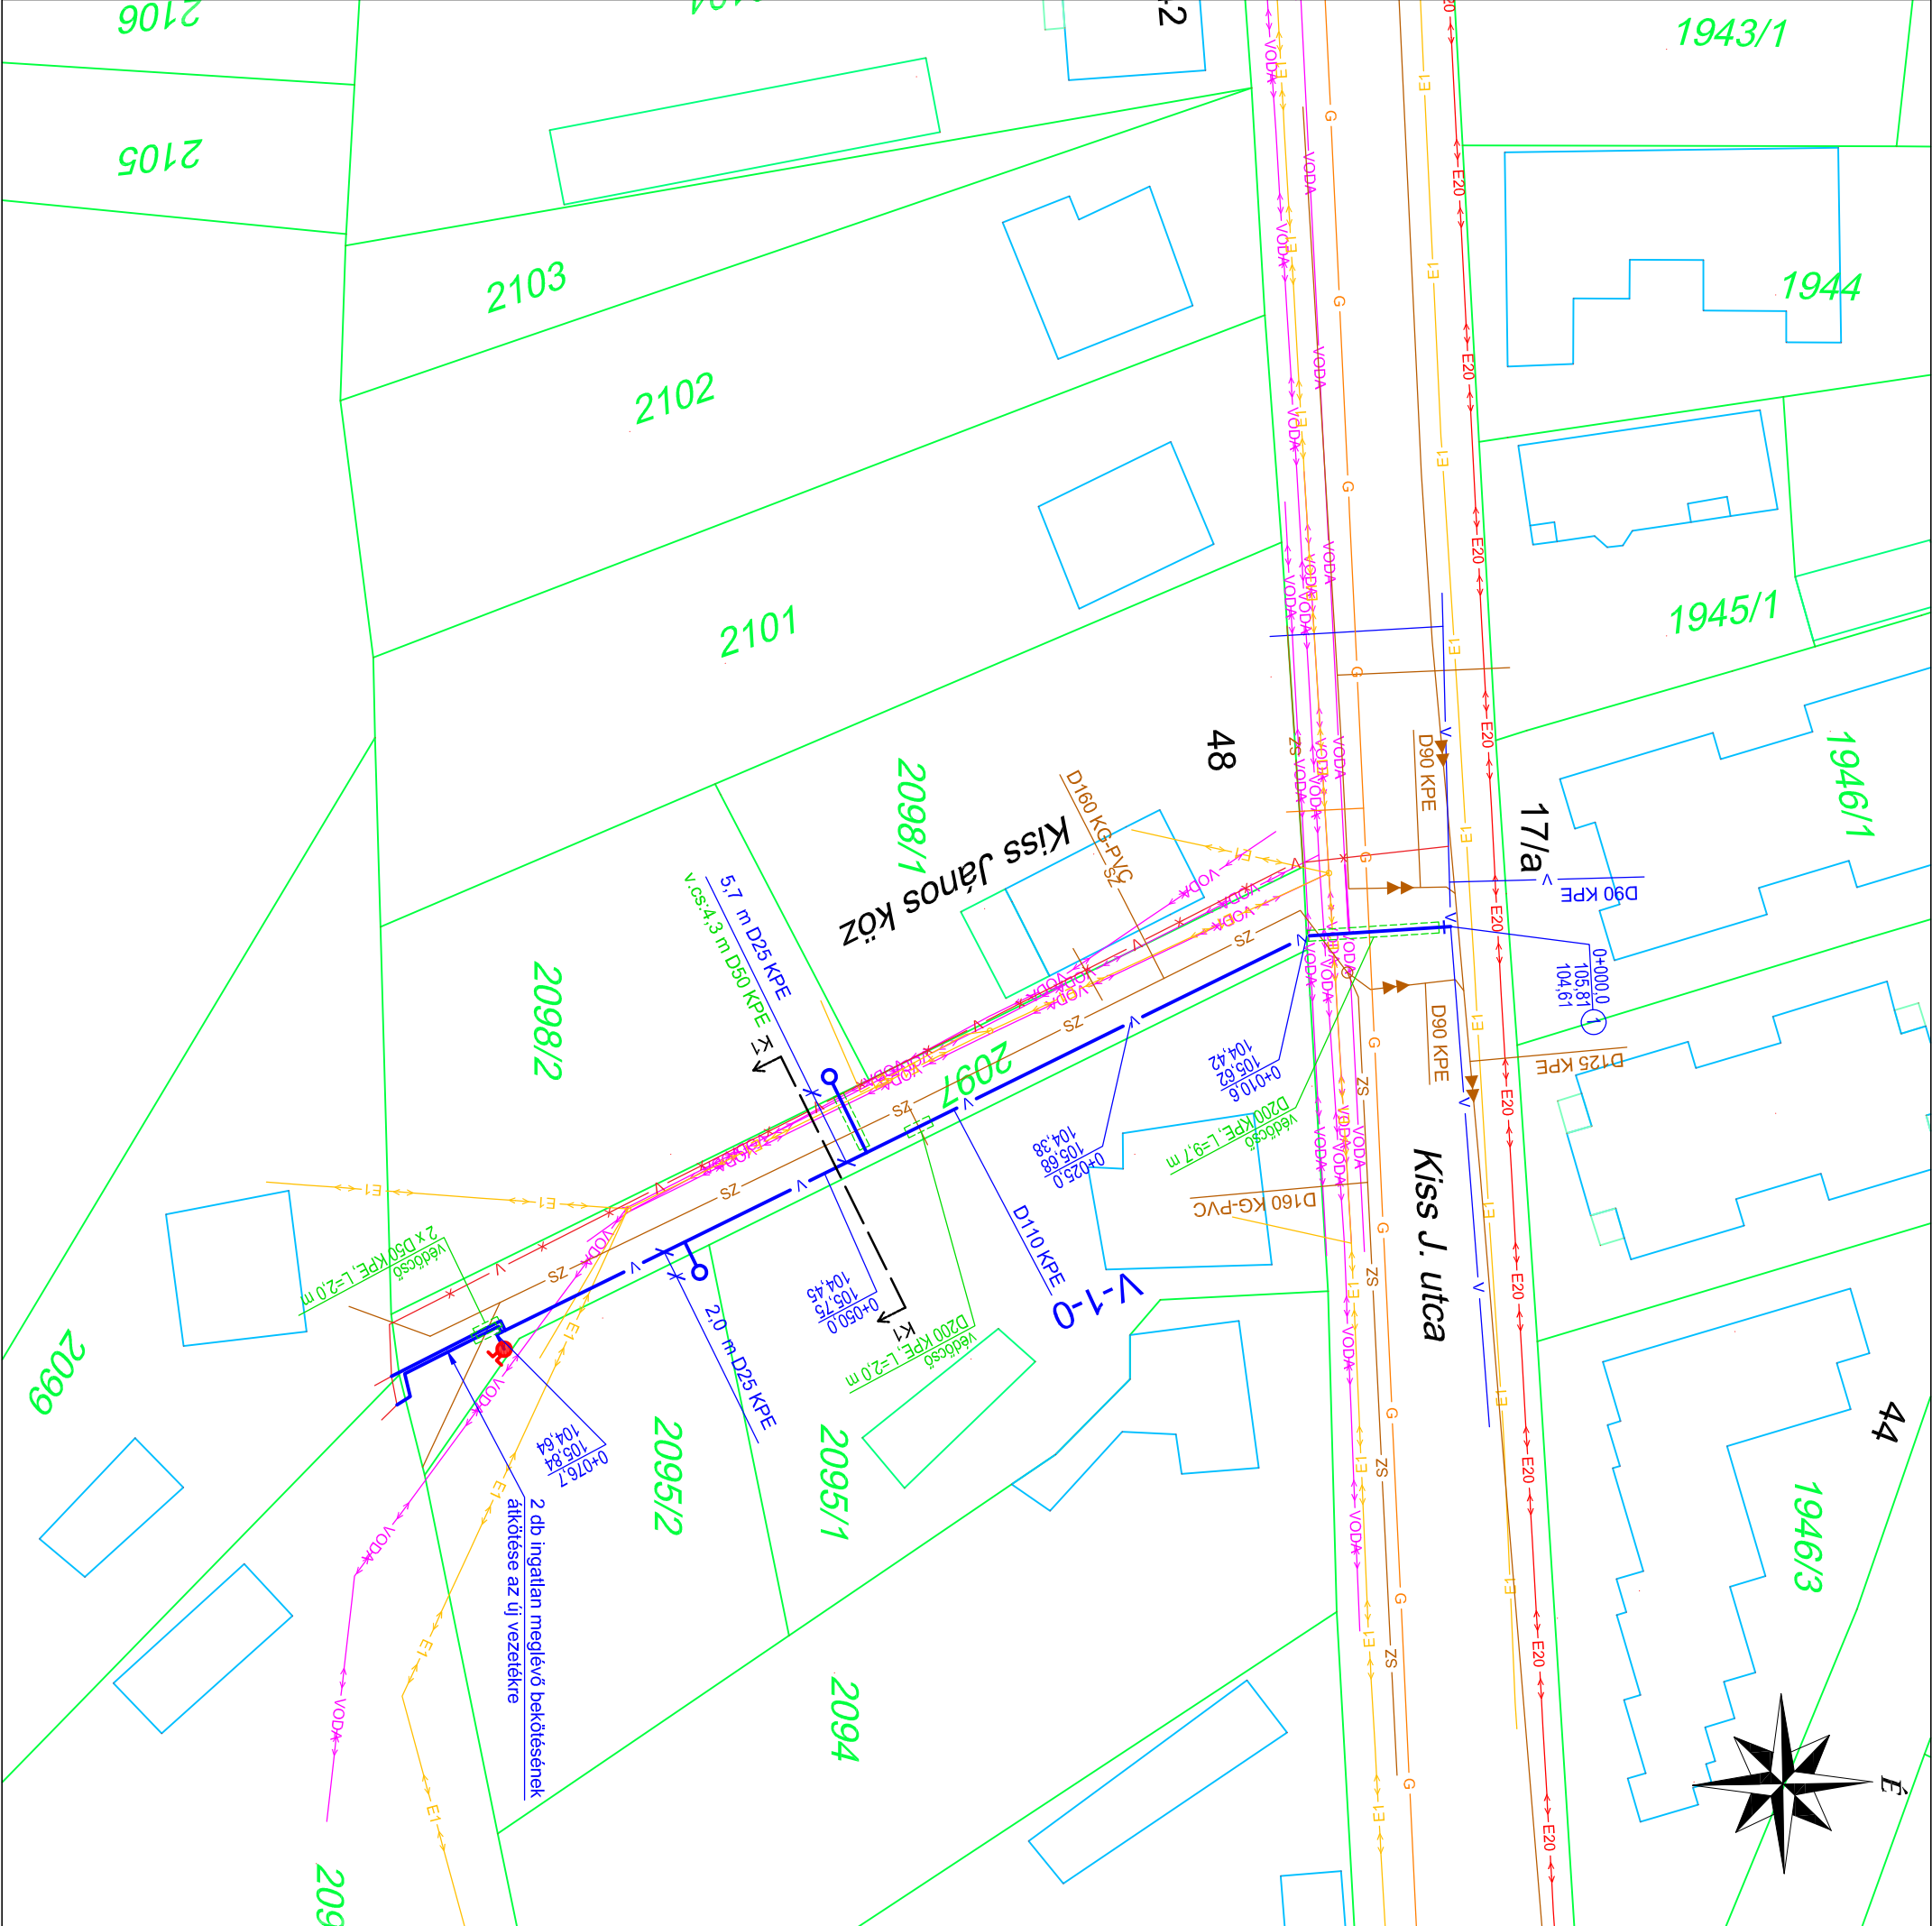 2106
1943/1
2105
2103
1944
2102
1945/1
2101
48
2098/1
1946/1
17/a
Kiss János köz
D160 KG-PVC
D90 KPE
D90 KPE
2098/2
5,7 m D25 KPE
v.cs:4,3 m D50 KPE
K1
2097
0+000,0
105,81
104,61
1
D90 KPE
D125 KPE
0+010,6
105,62
104,42
védőcső
D200 KPE, L=9,7 m
0+025,0
105,68
104,38
D160 KG-PVC
Kiss J. utca
D110 KPE
V-1-0
védőcső
2 x D50 KPE, L=2,0 m
0+050,0
105,75
104,45
K1
védőcső
D200 KPE, L=2,0 m
2,0 m D25 KPE
2099
0+076,7
105,84
104,64
2095/2
2095/1
44
1946/3
2 db ingatlan meglévő bekötésének
átkötése az új vezetékre
2094
É
VODA
E1
E20
G
ZS
V